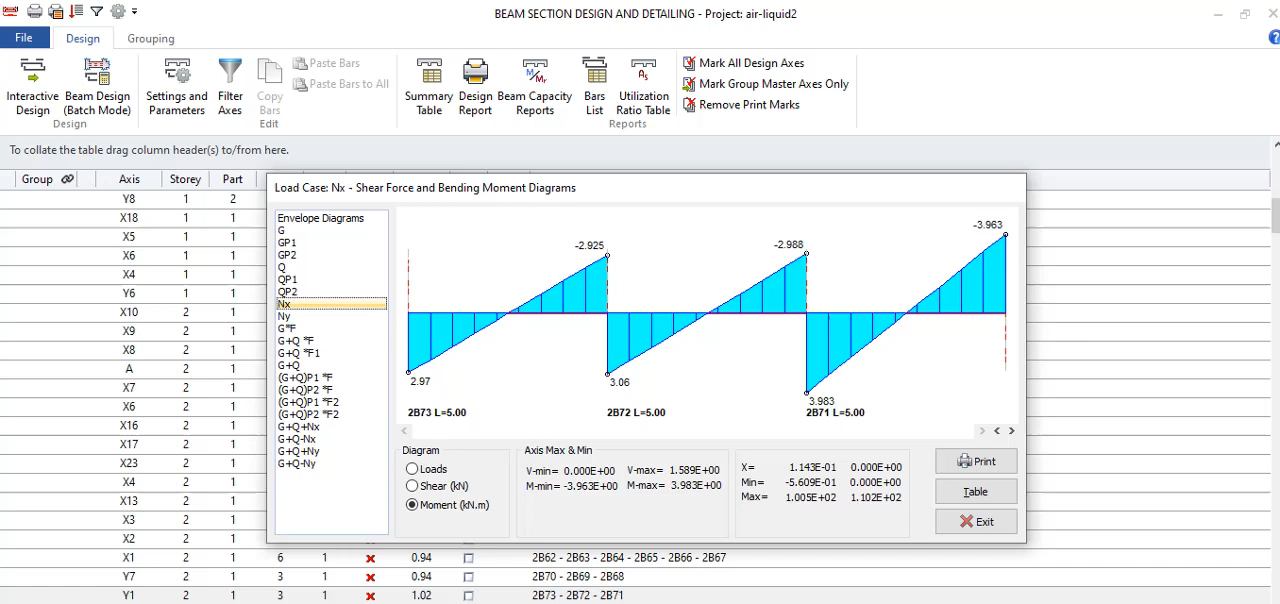 BEAM SECTION DESIGN AND DETAILING - Project: air-liquid2
File Design Grouping
Interactive Design
Beam Design (Batch Mode)
Design
Settings and Parameters
Filter Axes
Copy Bars
Paste Bars
Paste Bars to All
Edit
Summary Table
Design Report
Beam Capacity Reports
Bars List
Utilization Ratio Table
Reports
Mark All Design Axes
Mark Group Master Axes Only
Remove Print Marks
To collate the table drag column header(s) to/from here.
Group Axis Storey Part
Y8 1 2
X18 1 1
X5 1 1
X6 1 1
X4 1 1
Y6 1 1
X10 2 1
X9 2 1
X8 2 1
A 2 1
X7 2 1
X6 2 1
X16 2 1
X17 2 1
X23 2 1
X4 2 1
X13 2 1
X3 2 1
X2 2 1
X1 2 1 6 1 0.94 2B62 - 2B63 - 2B64 - 2B65 - 2B66 - 2B67
Y7 2 1 3 1 0.94 2B70 - 2B69 - 2B68
Y1 2 1 3 1 1.02 2B73 - 2B72 - 2B71
Load Case: Nx - Shear Force and Bending Moment Diagrams
Envelope Diagrams
G
GP1
GP2
Q
QP1
QP2
Nx
Ny
G*F
G+Q *F
G+Q *F1
G+Q
(G+Q)P1 *F
(G+Q)P2 *F
(G+Q)P1 *F2
(G+Q)P2 *F2
G+Q+Nx
G+Q-Nx
G+Q+Ny
G+Q-Ny
-2.925 -2.988 -3.963
2.97 3.06 3.983
2B73 L=5.00 2B72 L=5.00 2B71 L=5.00
Diagram
Loads
Shear (kN)
Moment (kN.m)
Axis Max & Min
V-min= 0.000E+00 V-max= 1.589E+00
M-min= -3.963E+00 M-max= 3.983E+00
X= 1.143E-01 0.000E+00
Min= -5.609E-01 0.000E+00
Max= 1.005E+02 1.102E+02
Print
Table
Exit